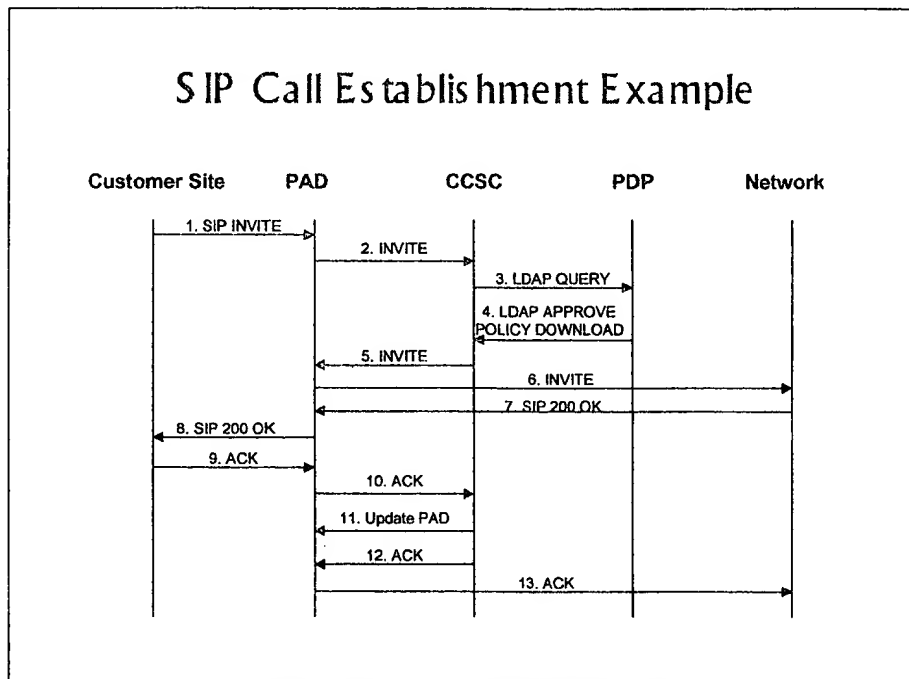 SIP Call Establishment Example
Customer Site PAD CCSC PDP Network
1. SIP INVITE
2. INVITE
3. LDAP QUERY
4. LDAP APPROVE
POLICY DOWNLOAD
5. INVITE
6. INVITE
7. SIP 200 OK
8. SIP 200 OK
9. ACK
10. ACK
11. Update PAD
12. ACK
13. ACK